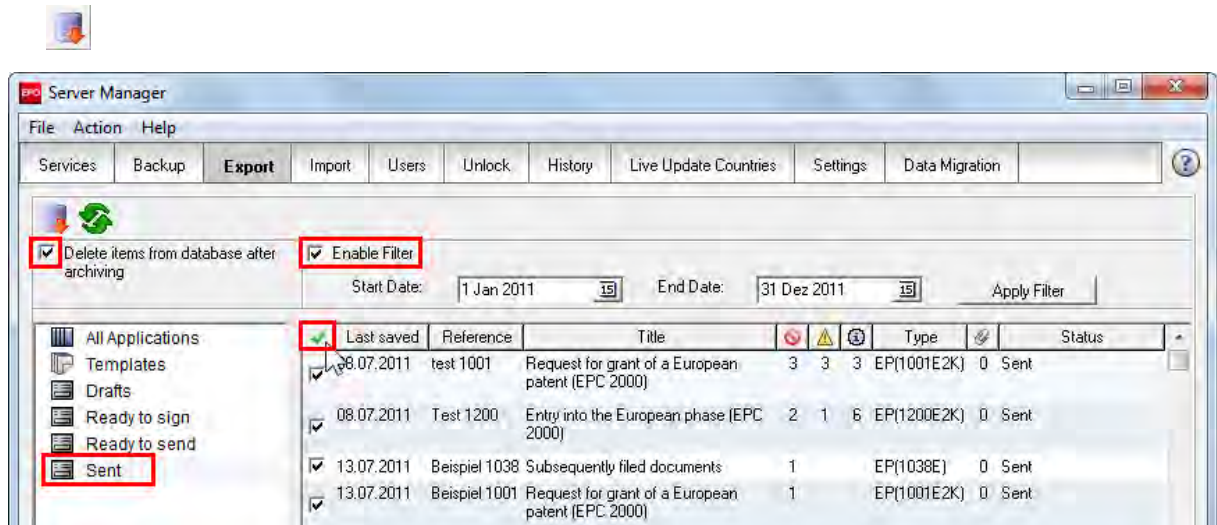 EPO Server Manager
File Action Help
Services Backup Export Import Users Unlock History Live Update Countries Settings Data Migration ?
Delete items from database after archiving
Enable Filter
Start Date: 1 Jan 2011 15 End Date: 31 Dez 2011 15 Apply Filter
All Applications
Templates
Drafts
Ready to sign
Ready to send
Sent
Last saved Reference Title Type Status
08.07.2011 test 1001 Request for grant of a European patent (EPC 2000) 3 3 3 EP(1001E2K) 0 Sent
08.07.2011 Test 1200 Entry into the European phase (EPC 2000) 2 1 6 EP(1200E2K) 0 Sent
13.07.2011 Beispiel 1038 Subsequently filed documents 1 EP(1038E) 0 Sent
13.07.2011 Beispiel 1001 Request for grant of a European patent (EPC 2000) 1 EP(1001E2K) 0 Sent